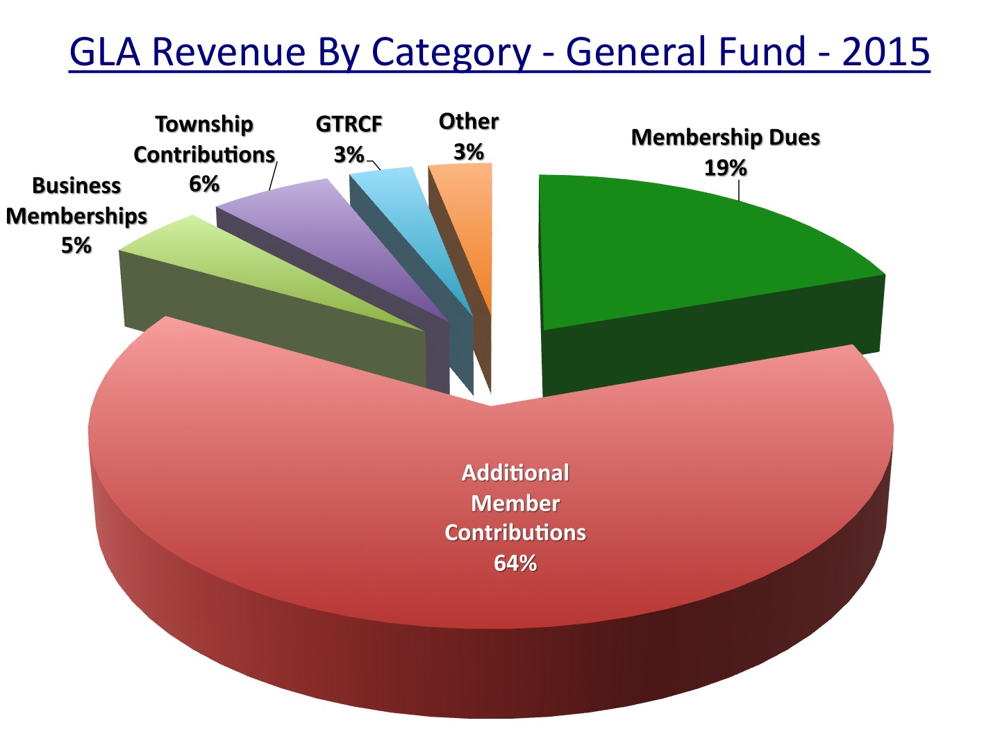 GLA Revenue By Category - General Fund - 2015
Township
Contributions
6%
GTRCF
3%
Other
3%
Membership Dues
19%
Business
Memberships
5%
Additional
Member
Contributions
64%